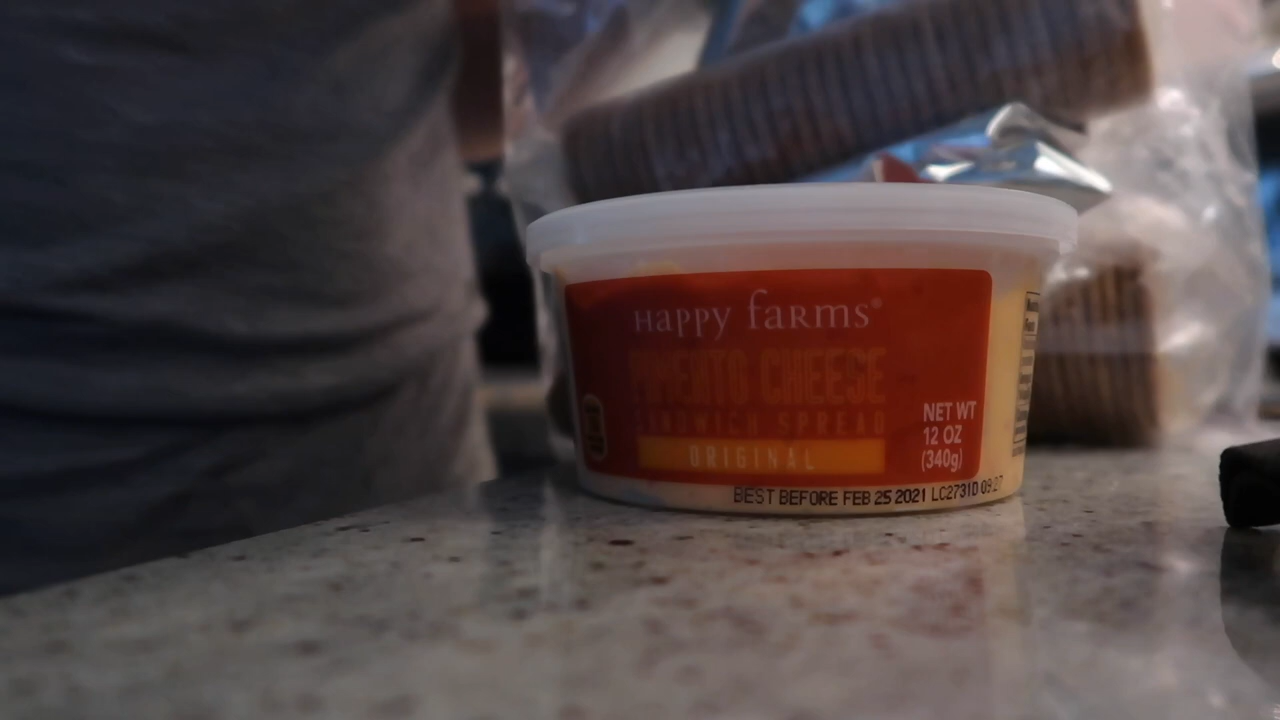 Happy farms®
PIMENTO CHEESE
SANDWICH SPREAD
ORIGINAL
NET WT
12 OZ
(340g)
BEST BEFORE FEB 25 2021 LC2731D 09:27